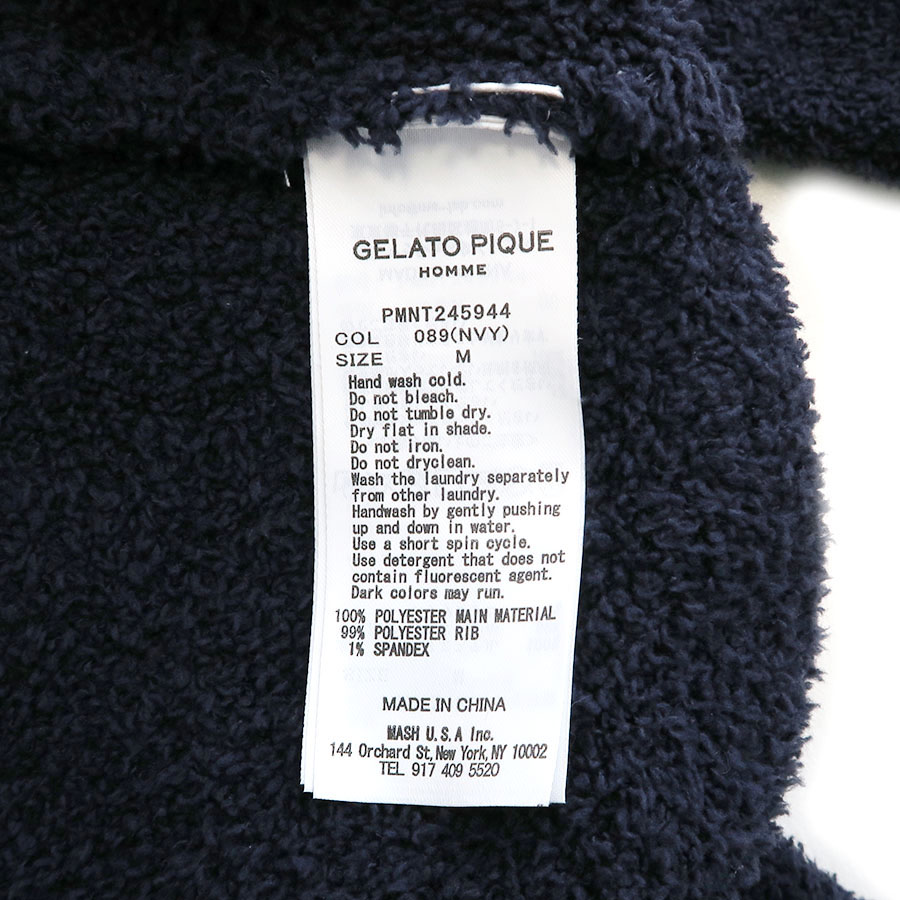 GELATO PIQUE
HOMME
PMNT245944
COL 089(NVY)
SIZE M
Hand wash cold.
Do not bleach.
Do not tumble dry.
Dry flat in shade.
Do not iron.
Do not dryclean.
Wash the laundry separately
from other laundry.
Handwash by gently pushing
up and down in water.
Use a short spin cycle.
Use detergent that does not
contain fluorescent agent.
Dark colors may run.
100% POLYESTER MAIN MATERIAL
99% POLYESTER RIB
1% SPANDEX
MADE IN CHINA
MASH U.S.A Inc.
144 Orchard St, New York, NY 10002
TEL 917 409 5520